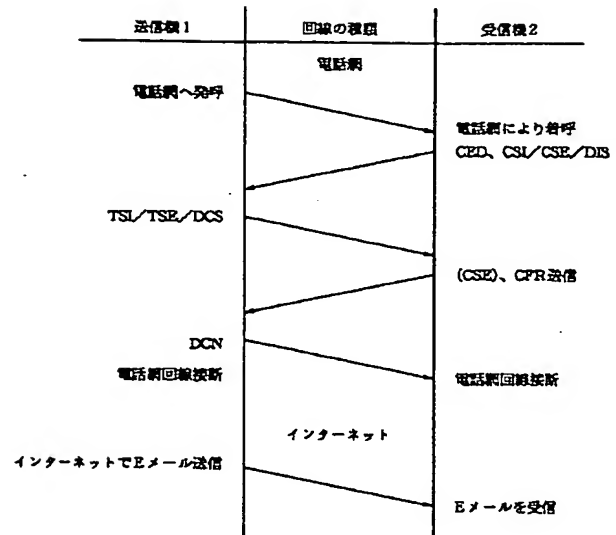 送信機1 回線の種類 受信機2
電話網
電話網へ発呼
電話網により着呼
CED、CSI/CSE/DIS
TSI/TSE/DCS
(CSE)、CFR送信
DCN
電話網回線接断 電話網回線接断
インターネット
インターネットでEメール送信
Eメールを受信